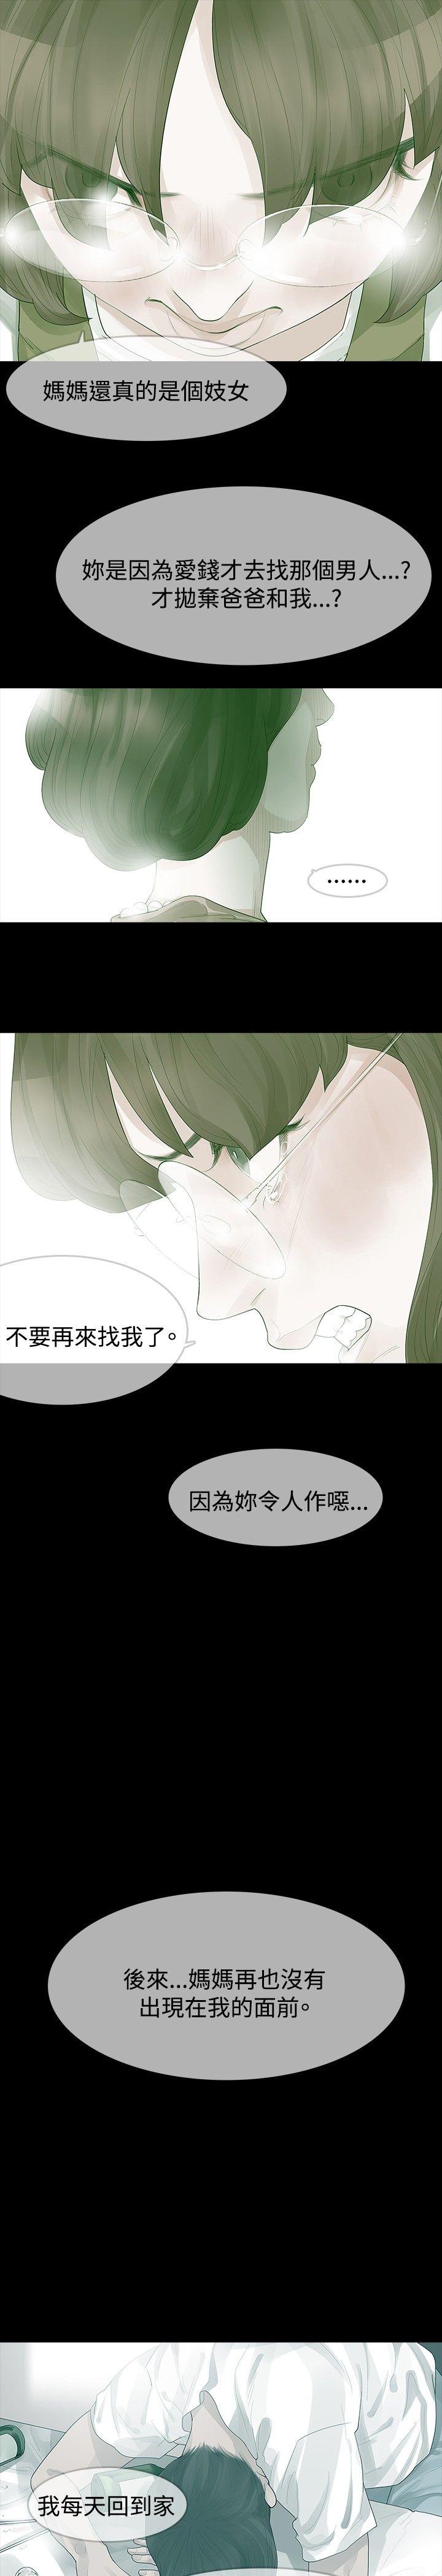 媽媽還真的是個妓女
妳是因為愛錢才去找那個男人...?
才拋棄爸爸和我...?
......
不要再來找我了。
因為妳令人作噁...
後來...媽媽再也沒有
出現在我的面前。
我每天回到家